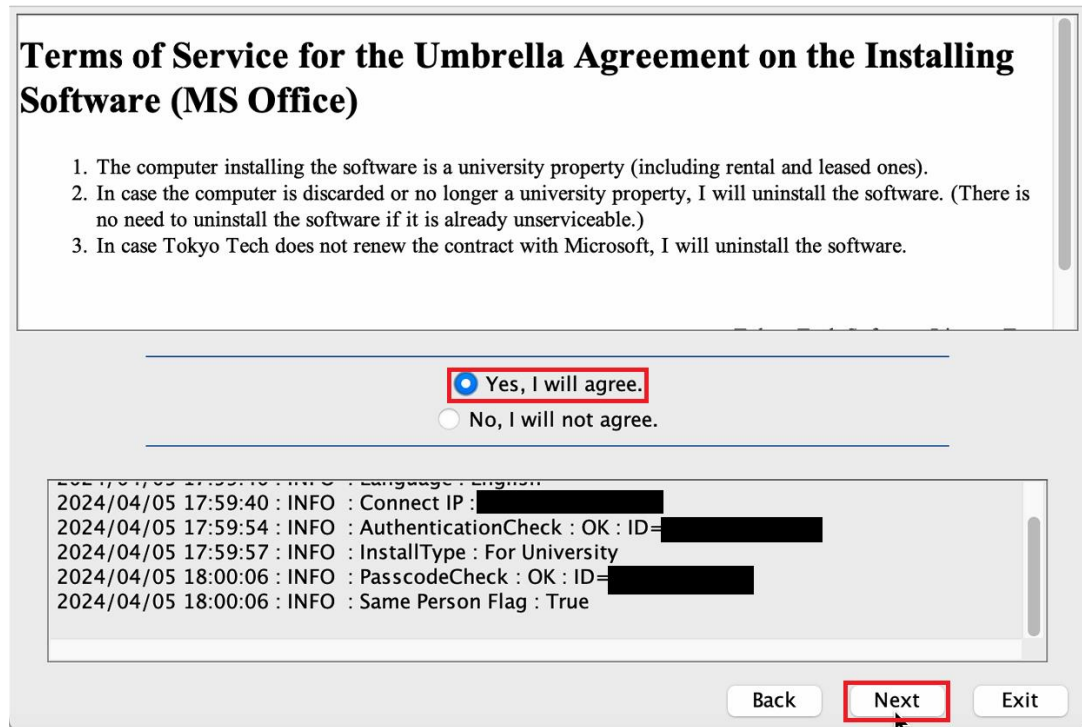 Terms of Service for the Umbrella Agreement on the Installing
Software (MS Office)
1. The computer installing the software is a university property (including rental and leased ones).
2. In case the computer is discarded or no longer a university property, I will uninstall the software. (There is
no need to uninstall the software if it is already unserviceable.)
3. In case Tokyo Tech does not renew the contract with Microsoft, I will uninstall the software.
Yes, I will agree.
No, I will not agree.
2024/04/05 17:59:40 : INFO : Connect IP :
2024/04/05 17:59:54 : INFO : AuthenticationCheck : OK : ID=
2024/04/05 17:59:57 : INFO : InstallType : For University
2024/04/05 18:00:06 : INFO : PasscodeCheck : OK : ID=
2024/04/05 18:00:06 : INFO : Same Person Flag : True
Back Next Exit